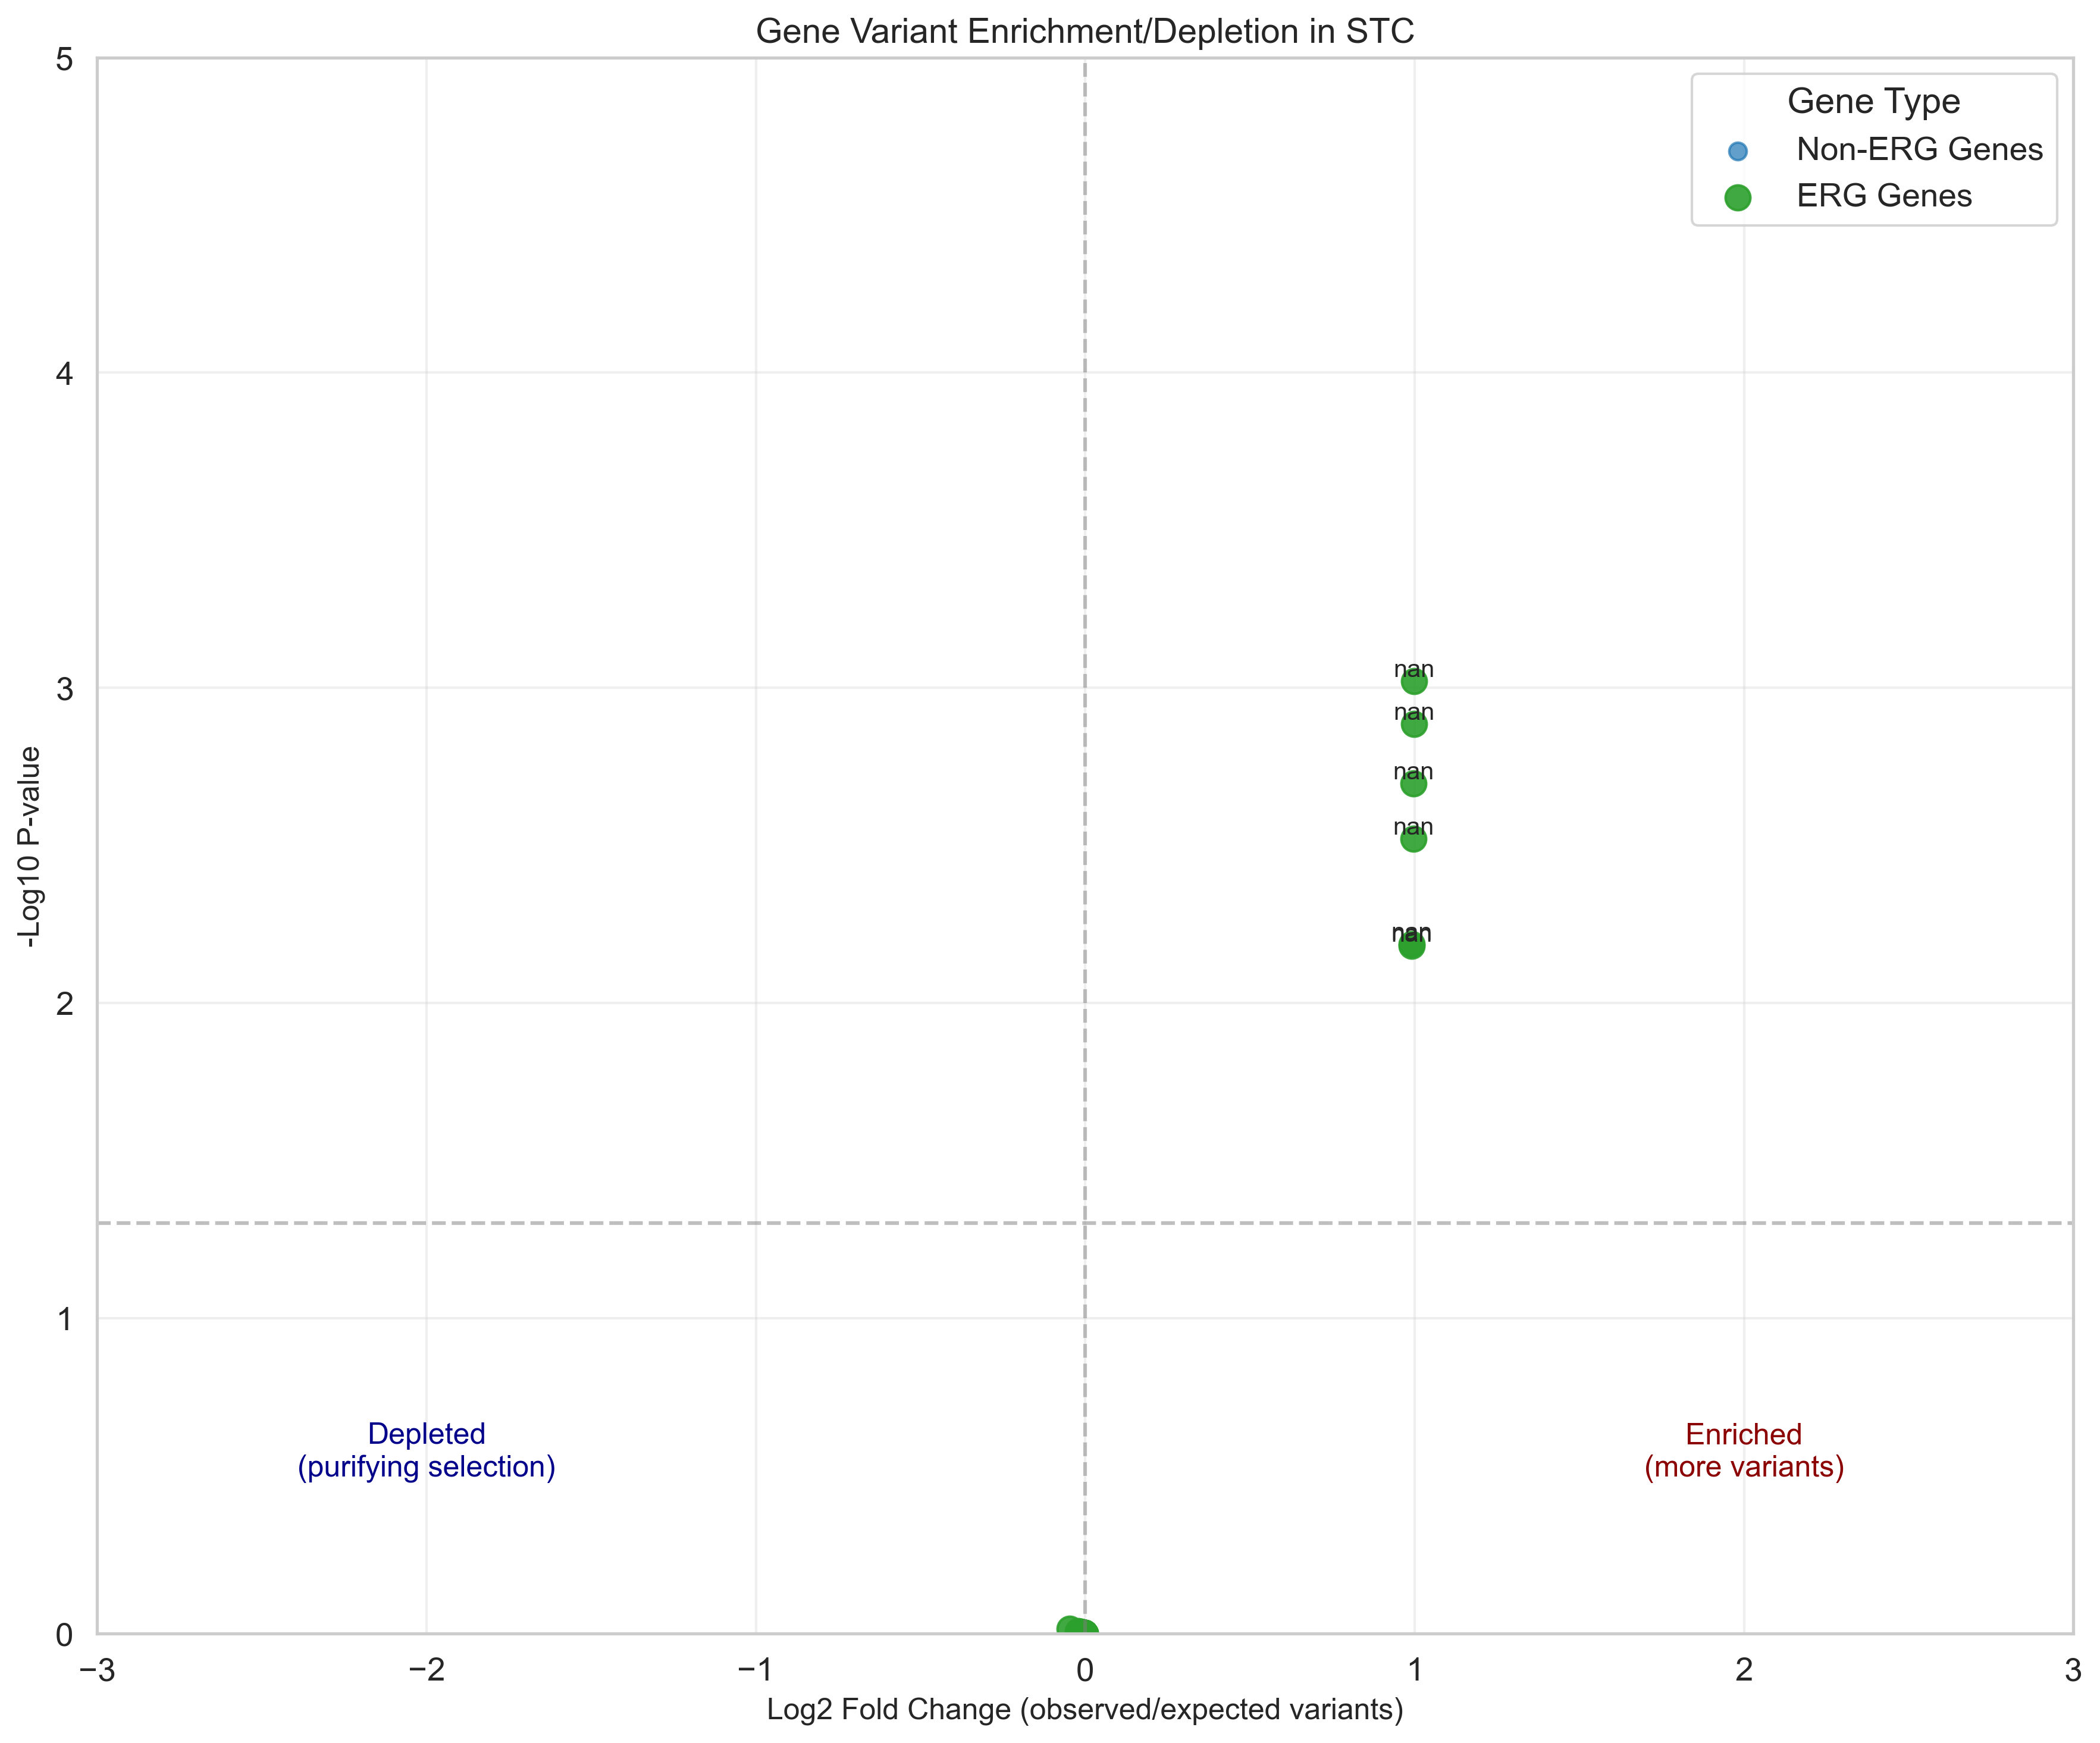 Gene Variant Enrichment/Depletion in STC
5
4
3
2
1
0
-Log10 P-value
Gene Type
Non-ERG Genes
ERG Genes
nan
nan
nan
nan
nan
nan
Depleted
(purifying selection)
Enriched
(more variants)
−3
−2
−1
0
1
2
3
Log2 Fold Change (observed/expected variants)